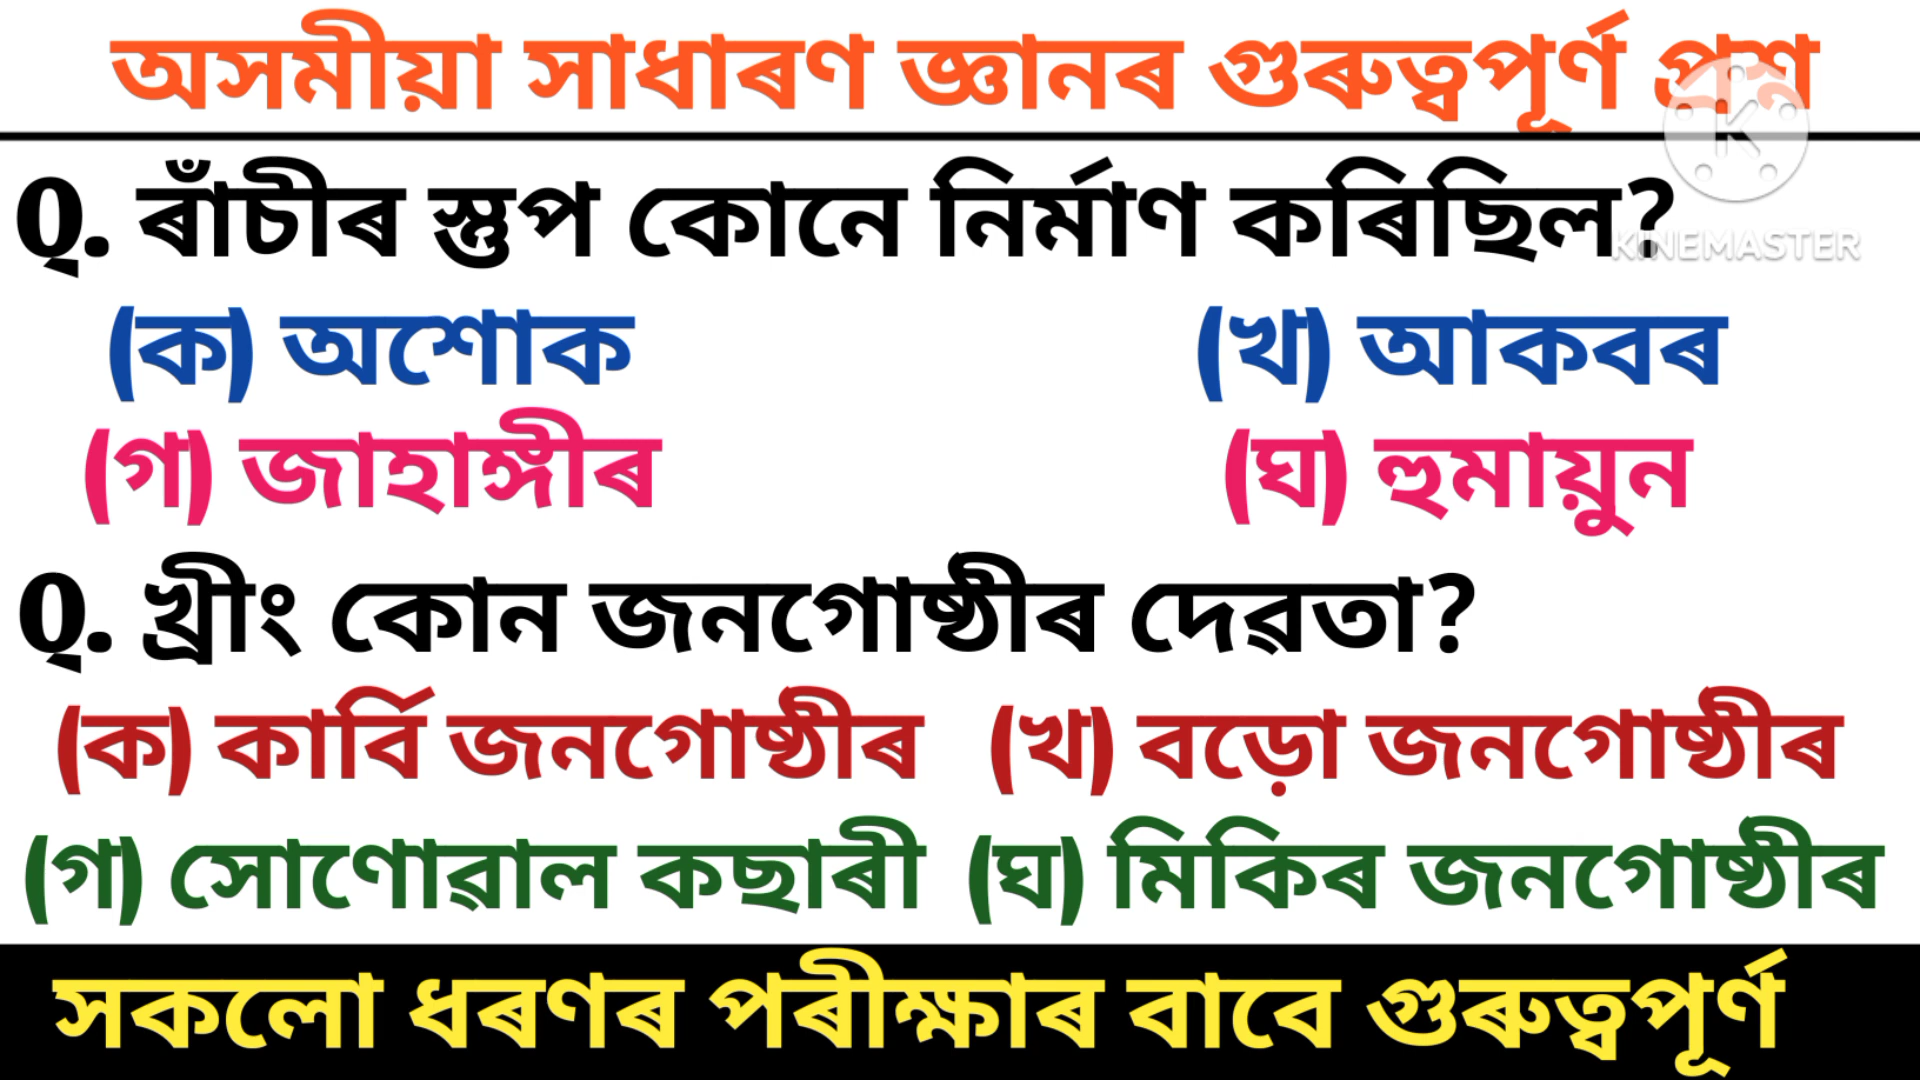 অসমীয়া সাধাৰণ জ্ঞানৰ গুৰুত্বপূৰ্ণ প্ৰশ্ন
Q. ৰাঁচীৰ স্তুপ কোনে নিৰ্মাণ কৰিছিল?
KINEMASTER
(ক) অশোক (খ) আকবৰ
(গ) জাহাঙ্গীৰ (ঘ) হুমায়ুন
Q. খ্ৰীং কোন জনগোষ্ঠীৰ দেৱতা?
(ক) কাৰ্বি জনগোষ্ঠীৰ (খ) বড়ো জনগোষ্ঠীৰ
(গ) সোণোৱাল কছাৰী (ঘ) মিকিৰ জনগোষ্ঠীৰ
সকলো ধৰণৰ পৰীক্ষাৰ বাবে গুৰুত্বপূৰ্ণ